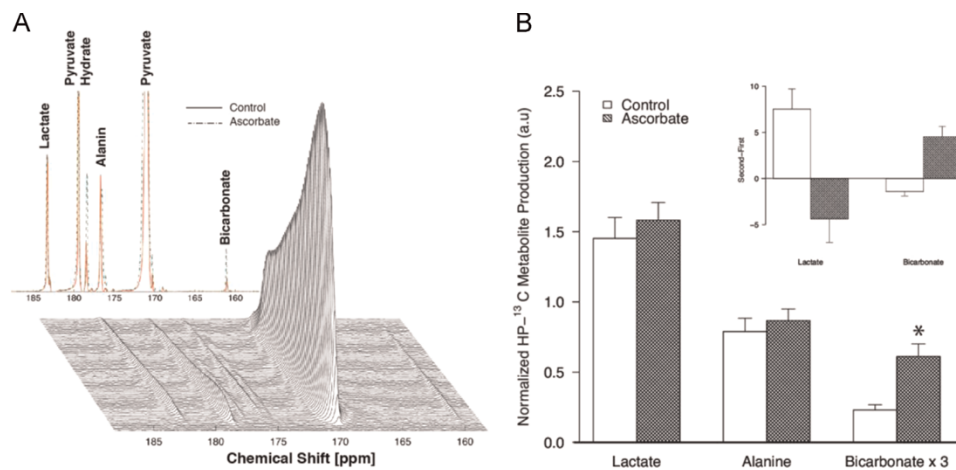 A
Lactate
Pyruvate
Hydrate
Alanin
Pyruvate
Control
Ascorbate
Bicarbonate
185 180 175 170 165 160
185 180 175 170 165 160
Chemical Shift [ppm]
B
Normalized HP-¹³C Metabolite Production (a.u)
2.5
2.0
1.5
1.0
0.5
0.0
Control
Ascorbate
Second-First
10
5
0
-5
Lactate Bicarbonate
*
Lactate Alanine Bicarbonate x 3